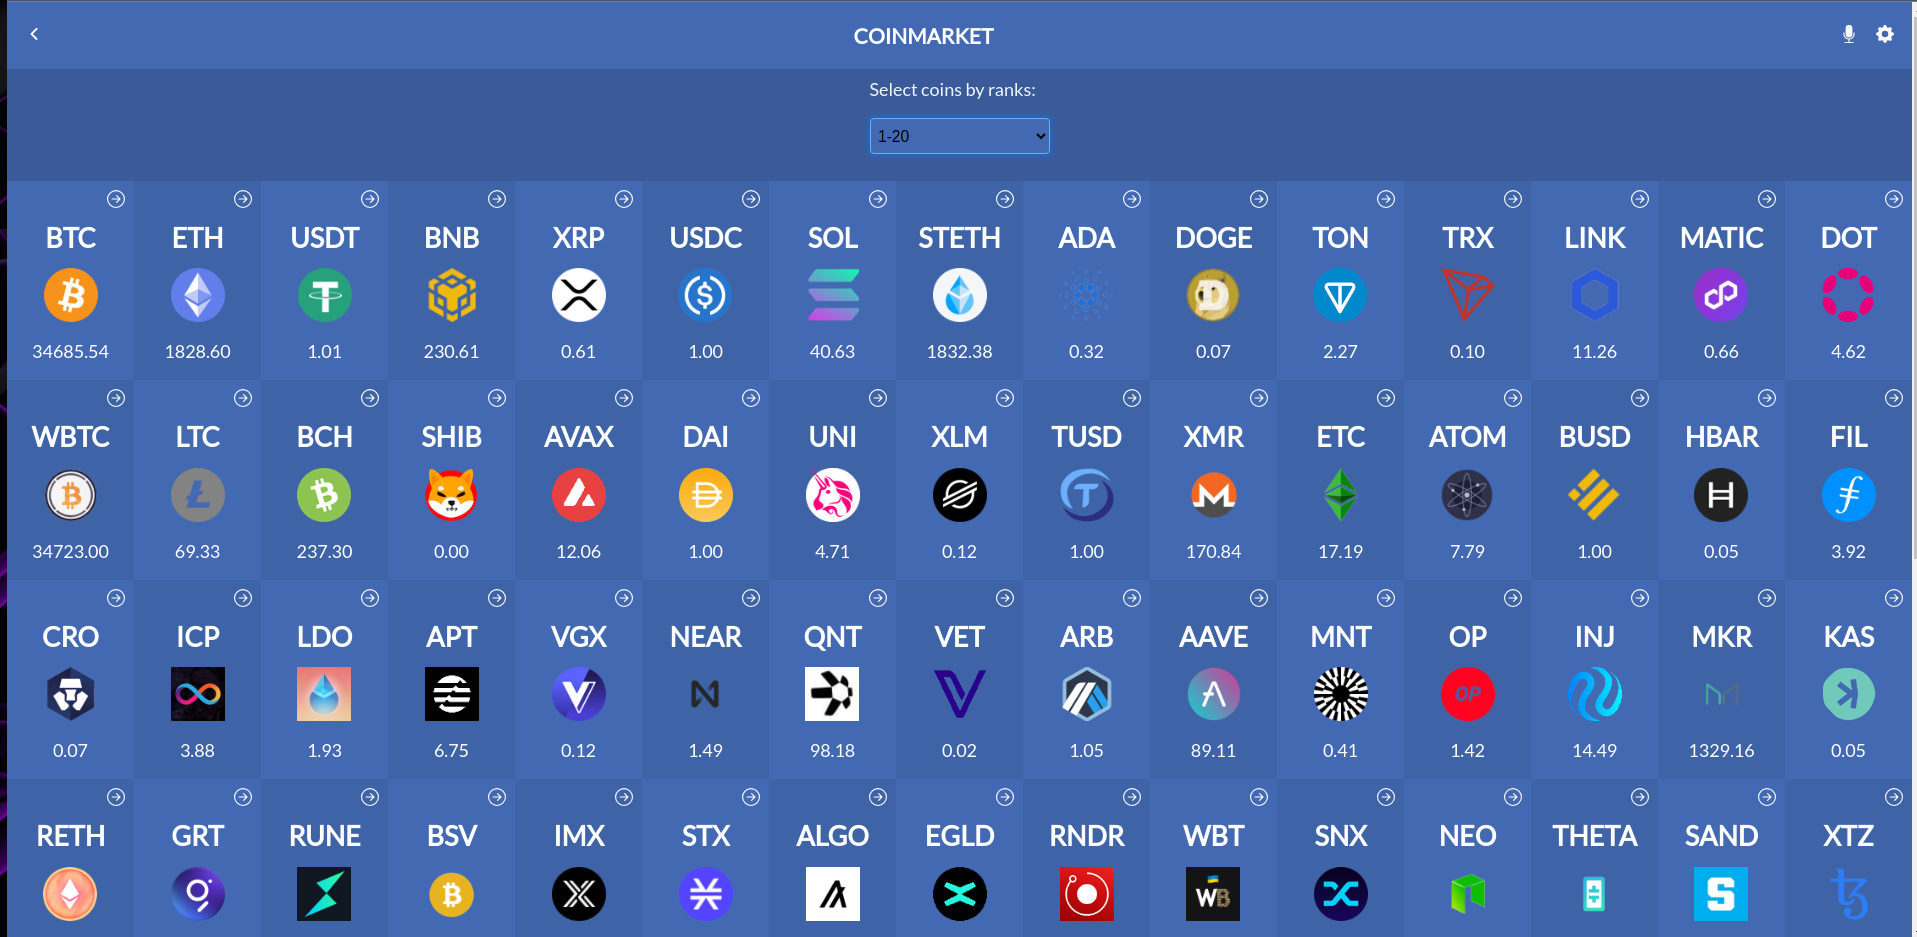 COINMARKET
Select coins by ranks:
1-20
BTC ETH USDT BNB XRP USDC SOL STETH ADA DOGE TON TRX LINK MATIC DOT
34685.54 1828.60 1.01 230.61 0.61 1.00 40.63 1832.38 0.32 0.07 2.27 0.10 11.26 0.66 4.62
WBTC LTC BCH SHIB AVAX DAI UNI XLM TUSD XMR ETC ATOM BUSD HBAR FIL
34723.00 69.33 237.30 0.00 12.06 1.00 4.71 0.12 1.00 170.84 17.19 7.79 1.00 0.05 3.92
CRO ICP LDO APT VGX NEAR QNT VET ARB AAVE MNT OP INJ MKR KAS
OP
0.07 3.88 1.93 6.75 0.12 1.49 98.18 0.02 1.05 89.11 0.41 1.42 14.49 1329.16 0.05
RETH GRT RUNE BSV IMX STX ALGO EGLD RNDR WBT SNX NEO THETA SAND XTZ
WB S